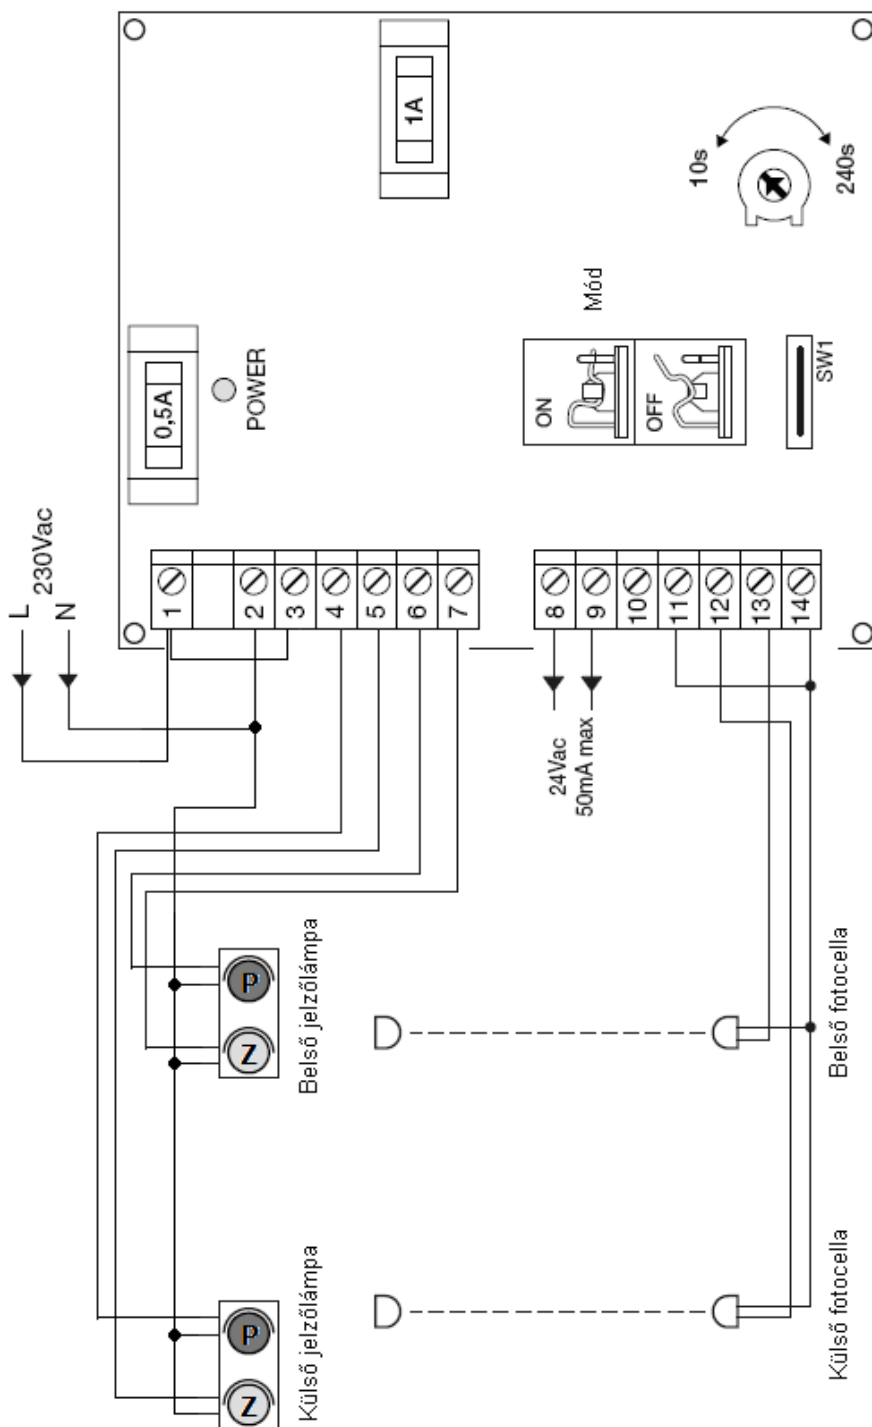 L
230Vac
N
0,5A
1A
POWER
10s
240s
Mód
ON
OFF
SW1
1
2
3
4
5
6
7
8
9
10
11
12
13
14
24Vac
50mA max
P
Z
Belső jelzőlámpa
Belső fotocella
P
Z
Külső jelzőlámpa
Külső fotocella